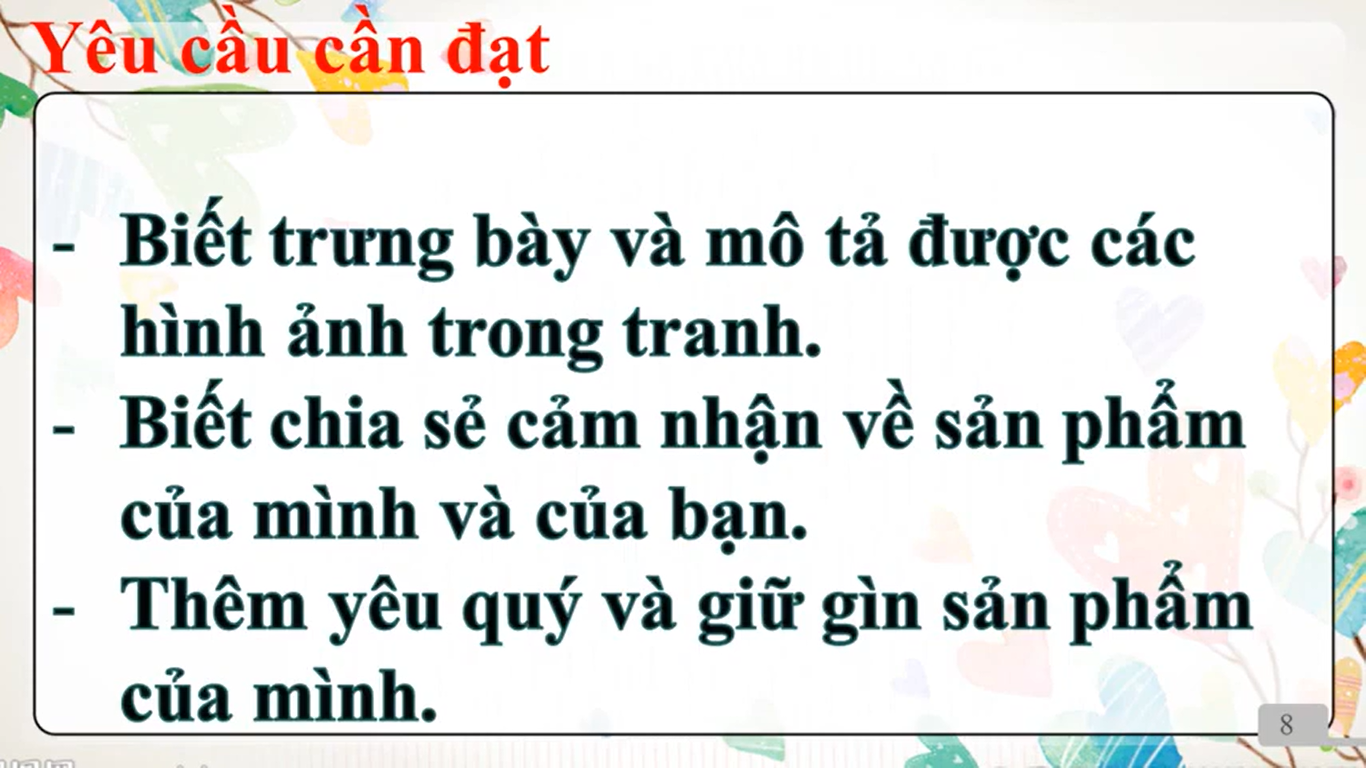 Yêu cầu cần đạt
- Biết trưng bày và mô tả được các
hình ảnh trong tranh.
- Biết chia sẻ cảm nhận về sản phẩm
của mình và của bạn.
- Thêm yêu quý và giữ gìn sản phẩm
của mình.
8